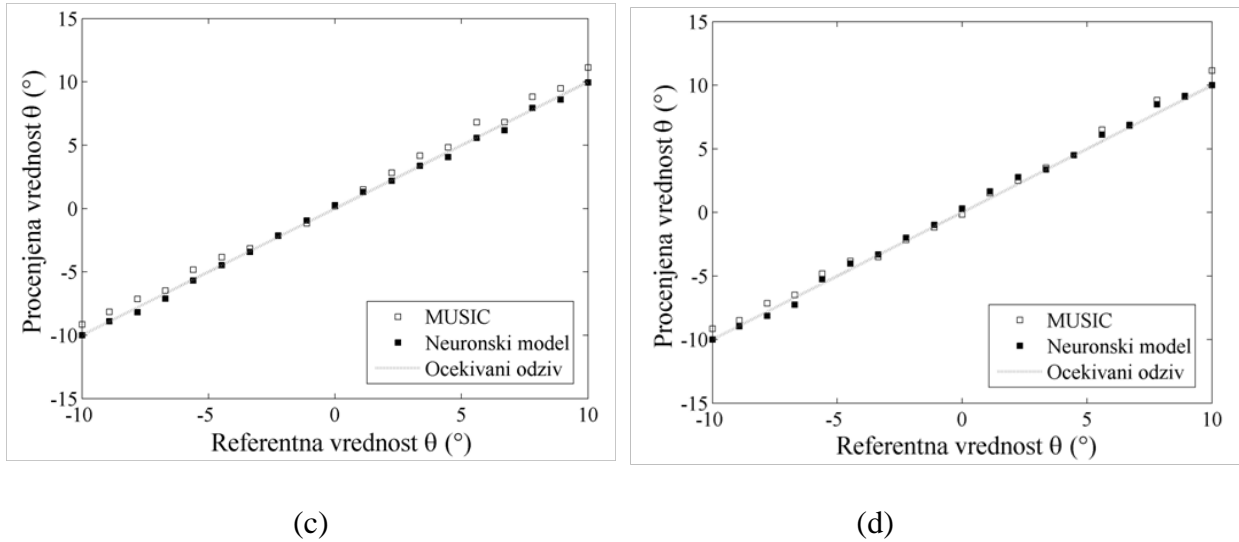 15
10
5
0
-5
-10
-15
-10
-5
0
5
10
Procenjena vrednost θ (°)
Referentna vrednost θ (°)
MUSIC
Neuronski model
Ocekivani odziv
(c)
15
10
5
0
-5
-10
-15
-10
-5
0
5
10
Procenjena vrednost θ (°)
Referentna vrednost θ (°)
MUSIC
Neuronski model
Ocekivani odziv
(d)